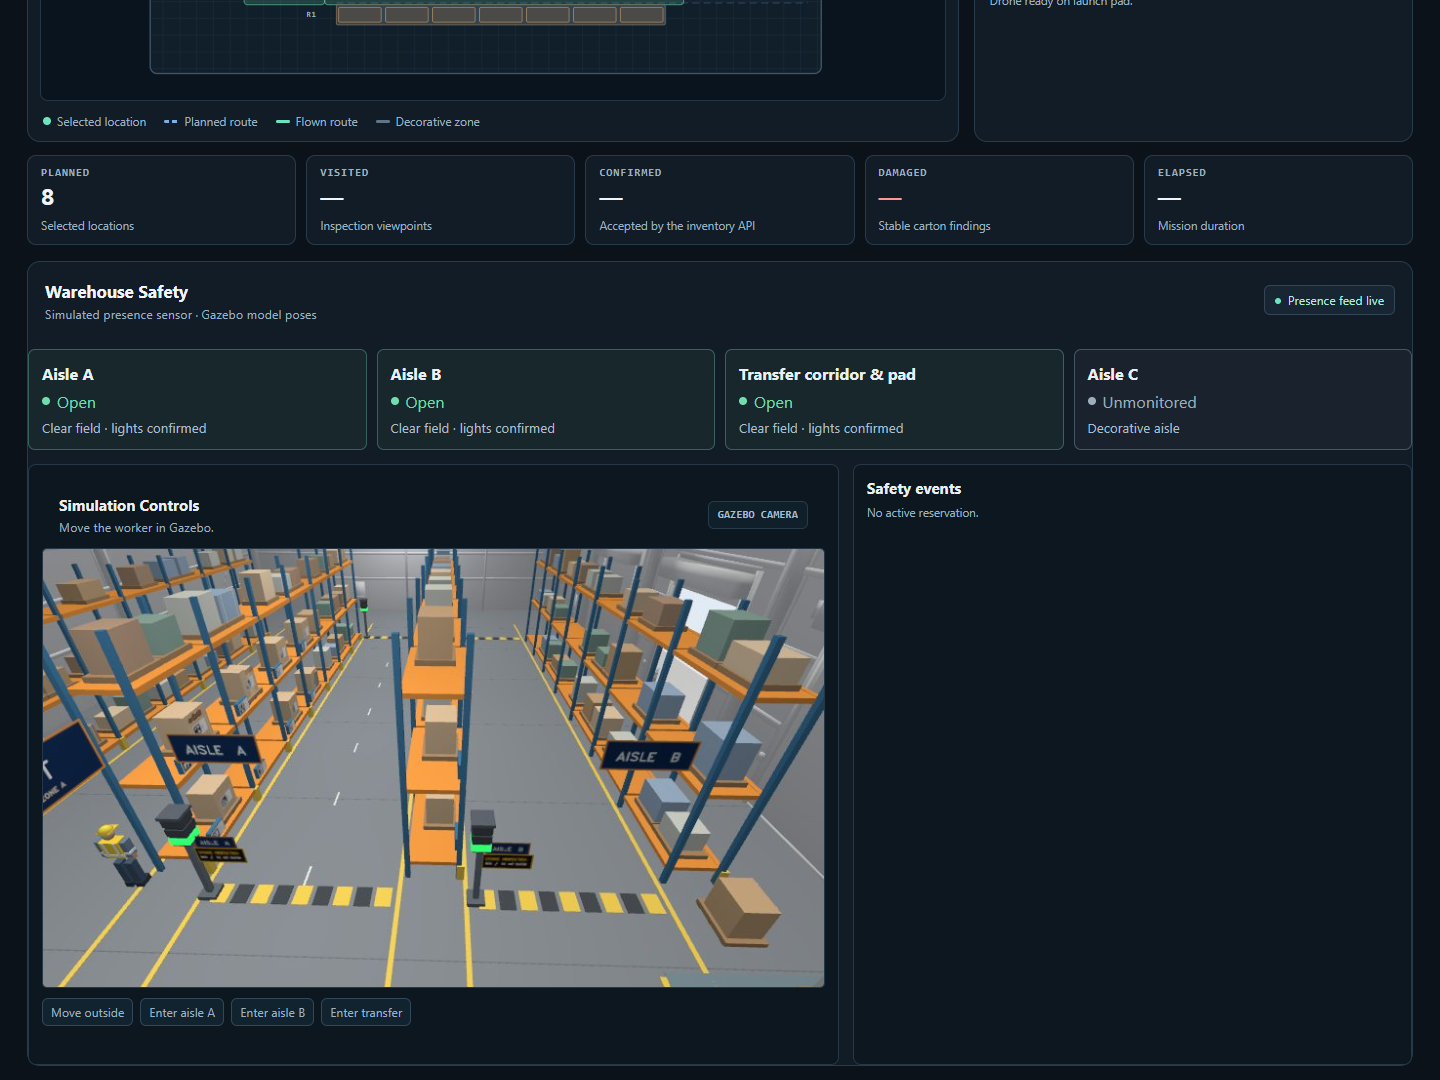 Drone ready on launch pad.
R1
Selected location
Planned route
Flown route
Decorative zone
PLANNED
8
Selected locations
VISITED
—
Inspection viewpoints
CONFIRMED
—
Accepted by the inventory API
DAMAGED
—
Stable carton findings
ELAPSED
—
Mission duration
Warehouse Safety
Simulated presence sensor · Gazebo model poses
Presence feed live
Aisle A
Open
Clear field · lights confirmed
Aisle B
Open
Clear field · lights confirmed
Transfer corridor & pad
Open
Clear field · lights confirmed
Aisle C
Unmonitored
Decorative aisle
Simulation Controls
Move the worker in Gazebo.
GAZEBO CAMERA
AISLE A
AISLE B
AISLE A
AISLE B
Move outside
Enter aisle A
Enter aisle B
Enter transfer
Safety events
No active reservation.